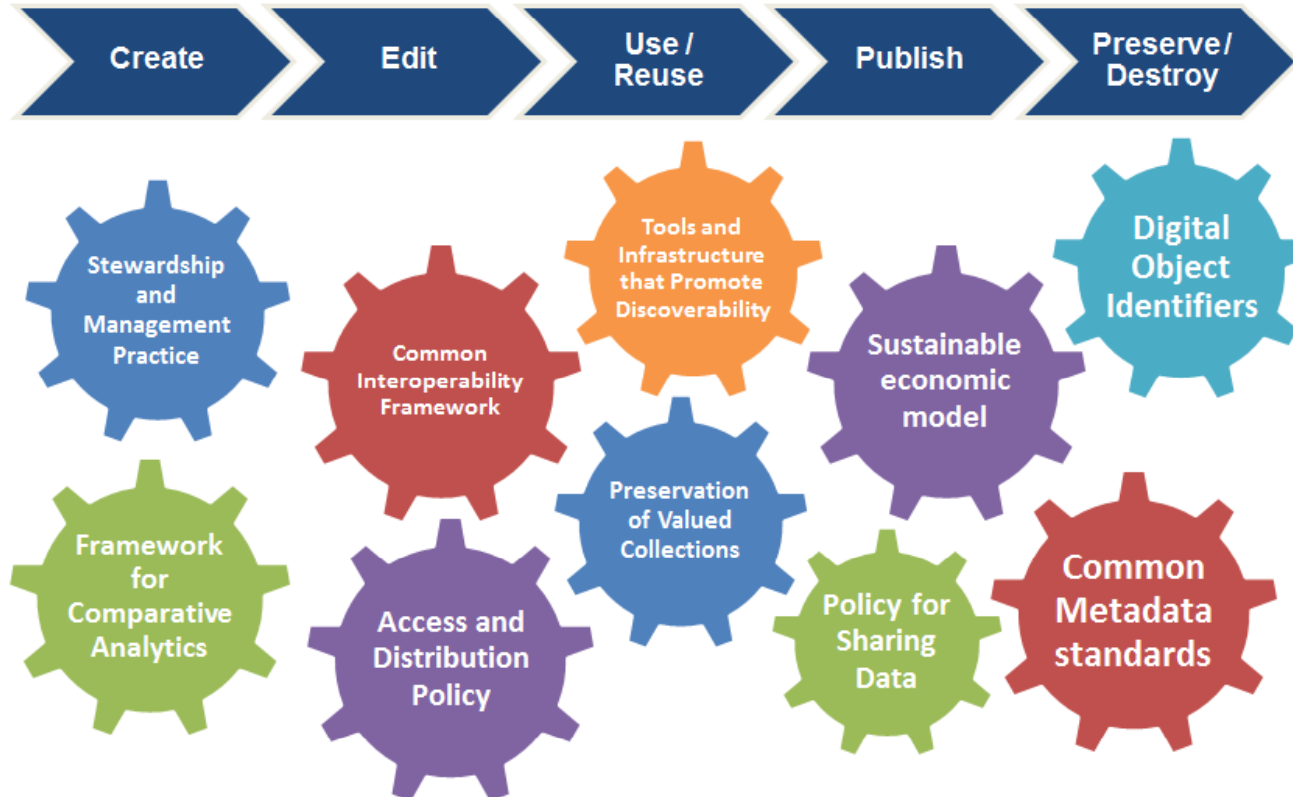 Create
Edit
Use /
Reuse
Publish
Preserve/
Destroy
Stewardship
and
Management
Practice
Common
Interoperability
Framework
Tools and
Infrastructure
that Promote
Discoverability
Sustainable
economic
model
Digital
Object
Identifiers
Framework
for
Comparative
Analytics
Access and
Distribution
Policy
Preservation
of Valued
Collections
Policy for
Sharing
Data
Common
Metadata
standards